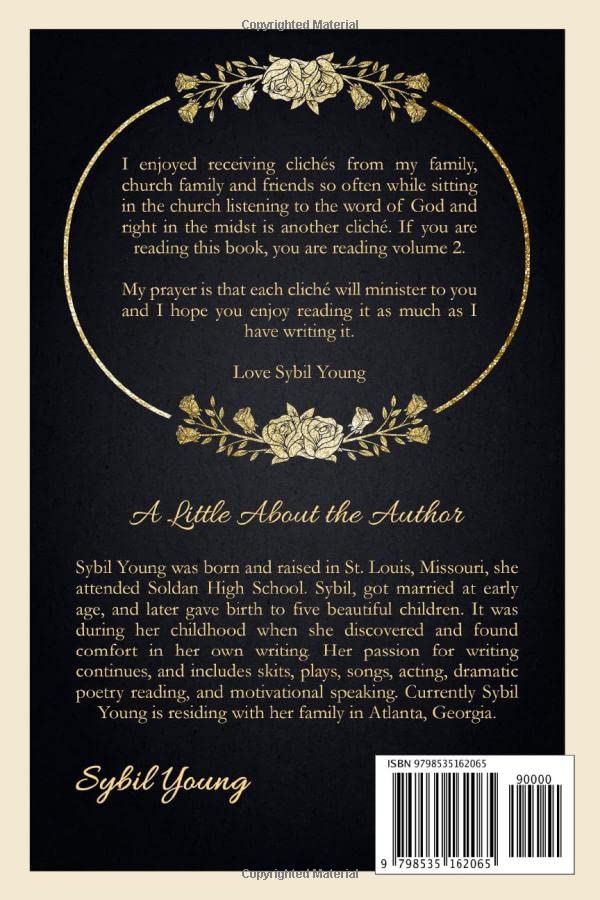 Copyrighted Material
I enjoyed receiving clichés from my family,
church family and friends so often while sitting
in the church listening to the word of God and
right in the midst is another cliché. If you are
reading this book, you are reading volume 2.
My prayer is that each cliché will minister to you
and I hope you enjoy reading it as much as I
have writing it.
Love Sybil Young
A Little About the Author
Sybil Young was born and raised in St. Louis, Missouri, she
attended Soldan High School. Sybil, got married at early
age, and later gave birth to five beautiful children. It was
during her childhood when she discovered and found
comfort in her own writing. Her passion for writing
continues, and includes skits, plays, songs, acting, dramatic
poetry reading, and motivational speaking. Currently Sybil
Young is residing with her family in Atlanta, Georgia.
Sybil Young
ISBN 9798535162065
90000
9 798535 162065
Copyrighted Material